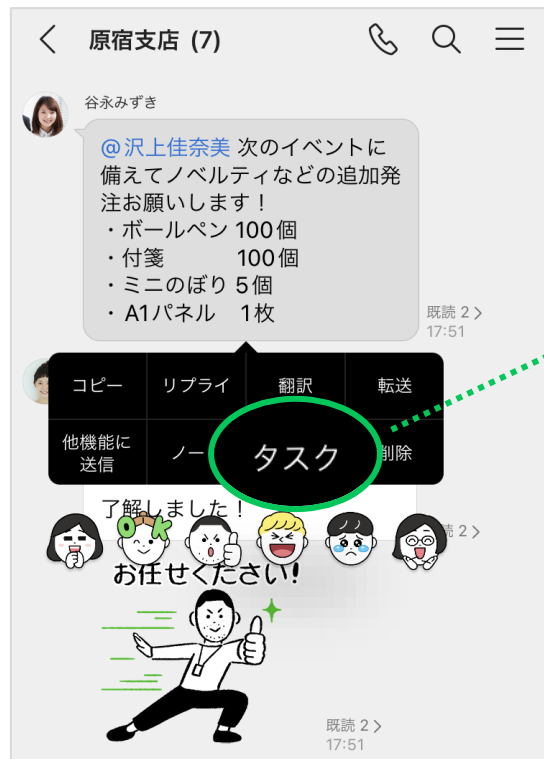 原宿支店 (7)
谷永みずき
@沢上佳奈美 次のイベントに
備えてノベルティなどの追加発
注お願いします！
・ボールペン 100個
・付箋 100個
・ミニのぼり 5個
・A1パネル 1枚
既読 2
17:51
コピー リプライ 翻訳 転送
他機能に
送信
ノー タスク 削除
了解しました！
読 2
OK
お任せください!
既読 2
17:51